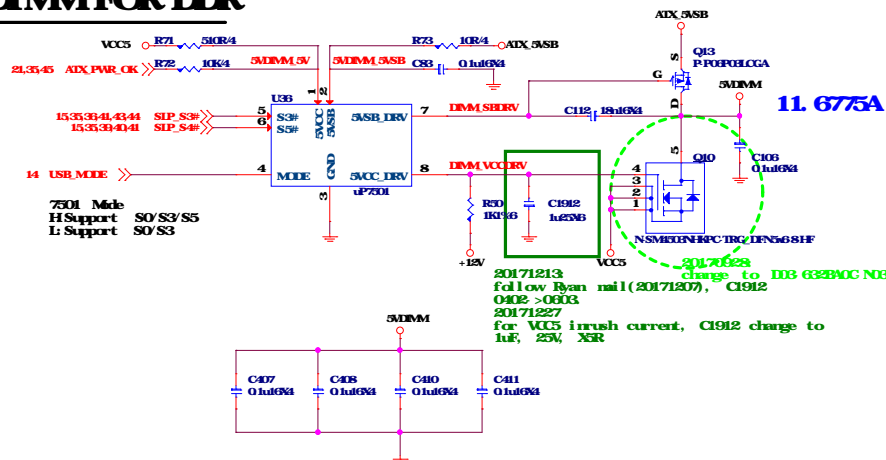 DIMM FOR DDR
ATX_5VSB
R71 510R/4
VCC5
R73 10R/4
ATX_5VSB
Q13
P-P06P03LCGA
21,35,45 ATX_PWR_OK
R72 10K/4
5VDIMM_5V
5VDIMM_5VSB
C83 0.1u16X4
S
G
D
5VDIMM
11. 6775A
U36
1
2
5VCC
5VSB
15,35,36,41,43,44 SLP_S3#
5 S3#
5VSB_DRV 7
DIMM_SBDRV
C112 18n16X4
15,35,39,40,41 SLP_S4#
6 S5#
5
Q10
C106
0.1u16X4
14 USB_MODE
4 MODE
GND
5VCC_DRV 8
DIMM_VCCDRV
4
3
2
1
3
uP7501
7501 Mode
H:Support S0/S3/S5
L: Support S0/S3
R50
1K1%6
C1912
1u25X6
N-SM4503NHKPC-TRG_DFN5x6-8-HF
+12V
VCC5
20170928:
change to D03-632BA0C-N03
20171213:
follow Ryan mail(20171207), C1912
0402->0603.
20171227
for VCC5 inrush current, C1912 change to
1uF, 25V, X5R
5VDIMM
C407
0.1u16X4
C408
0.1u16X4
C410
0.1u16X4
C411
0.1u16X4